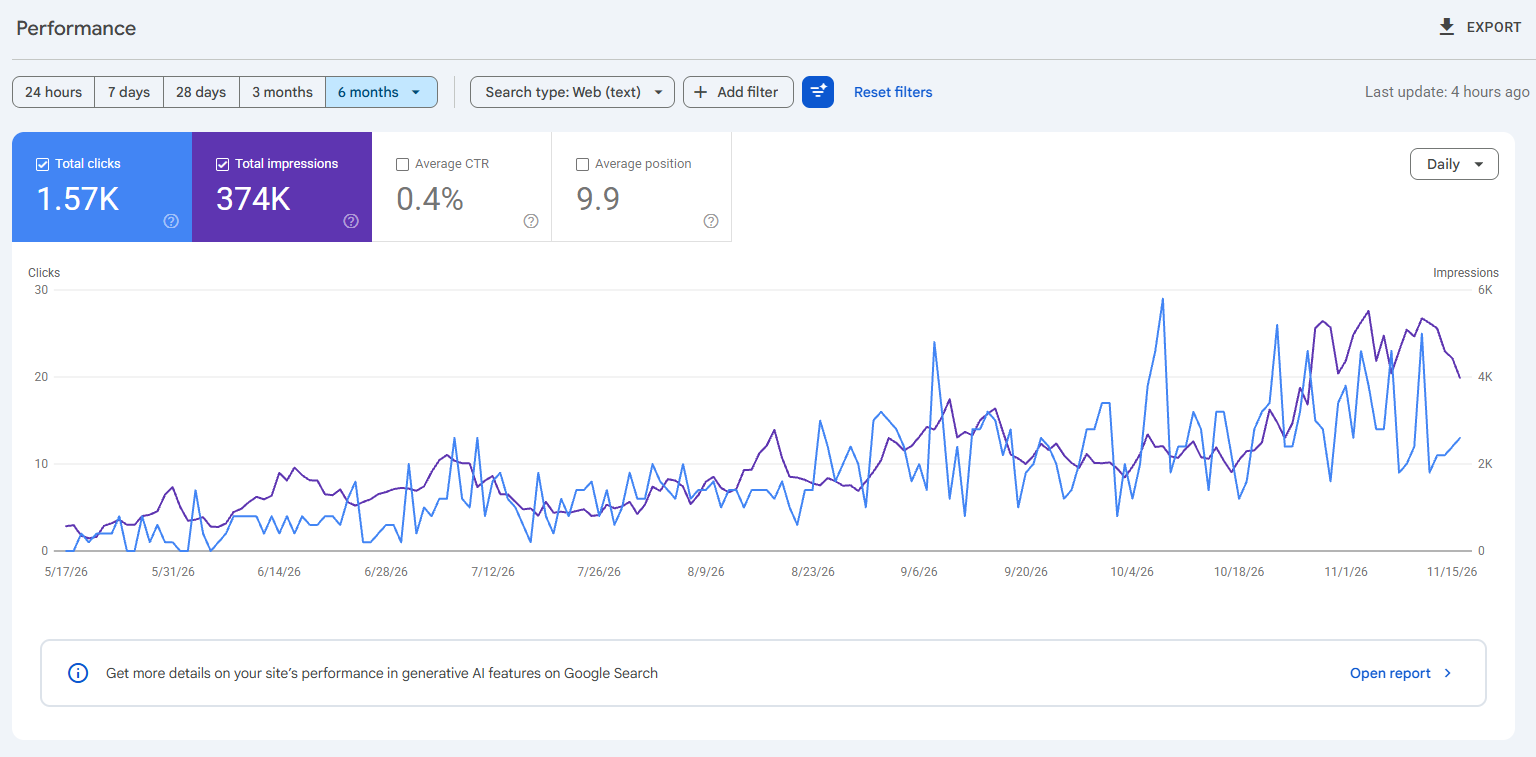 Performance
EXPORT
24 hours 7 days 28 days 3 months 6 months Search type: Web (text) Add filter Reset filters Last update: 4 hours ago
Total clicks Total impressions Average CTR Average position Daily
1.57K 374K 0.4% 9.9
Clicks Impressions
30 6K
20 4K
10 2K
0 0
5/17/26 5/31/26 6/14/26 6/28/26 7/12/26 7/26/26 8/9/26 8/23/26 9/6/26 9/20/26 10/4/26 10/18/26 11/1/26 11/15/26
Get more details on your site's performance in generative AI features on Google Search Open report